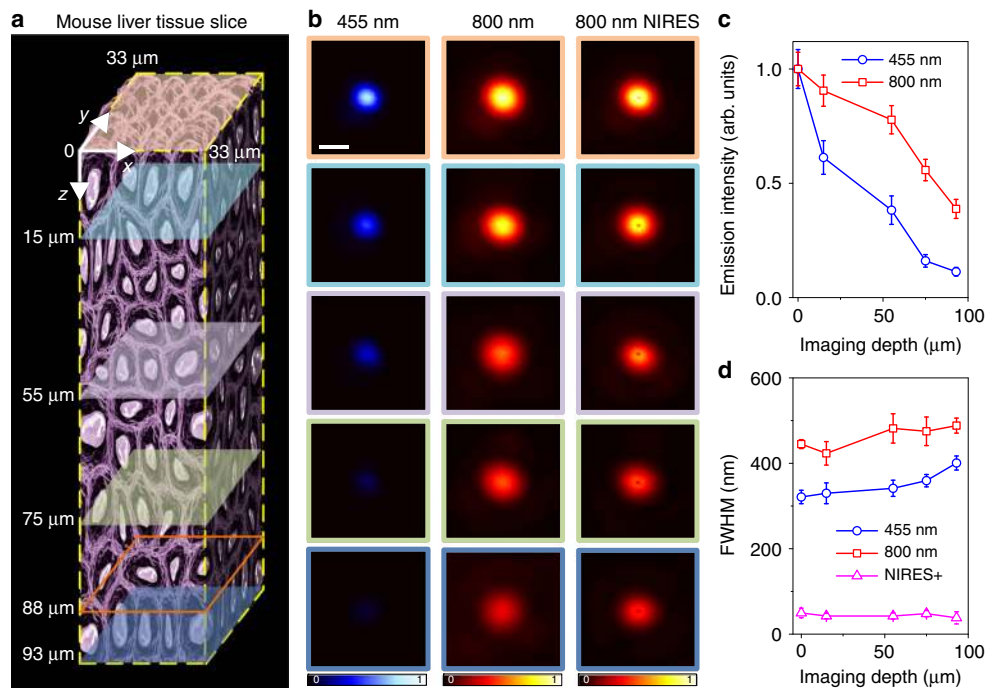 a
Mouse liver tissue slice
33 μm
y
0
x
33 μm
z
15 μm
55 μm
75 μm
88 μm
93 μm
b
455 nm
800 nm
800 nm NIRES
0 1
0 1
0 1
c
455 nm
800 nm
1.0
0.5
0.0
0 50 100
Emission intensity (arb. units)
Imaging depth (μm)
d
600
400
200
0
455 nm
800 nm
NIRES+
0 50 100
FWHM (nm)
Imaging depth (μm)